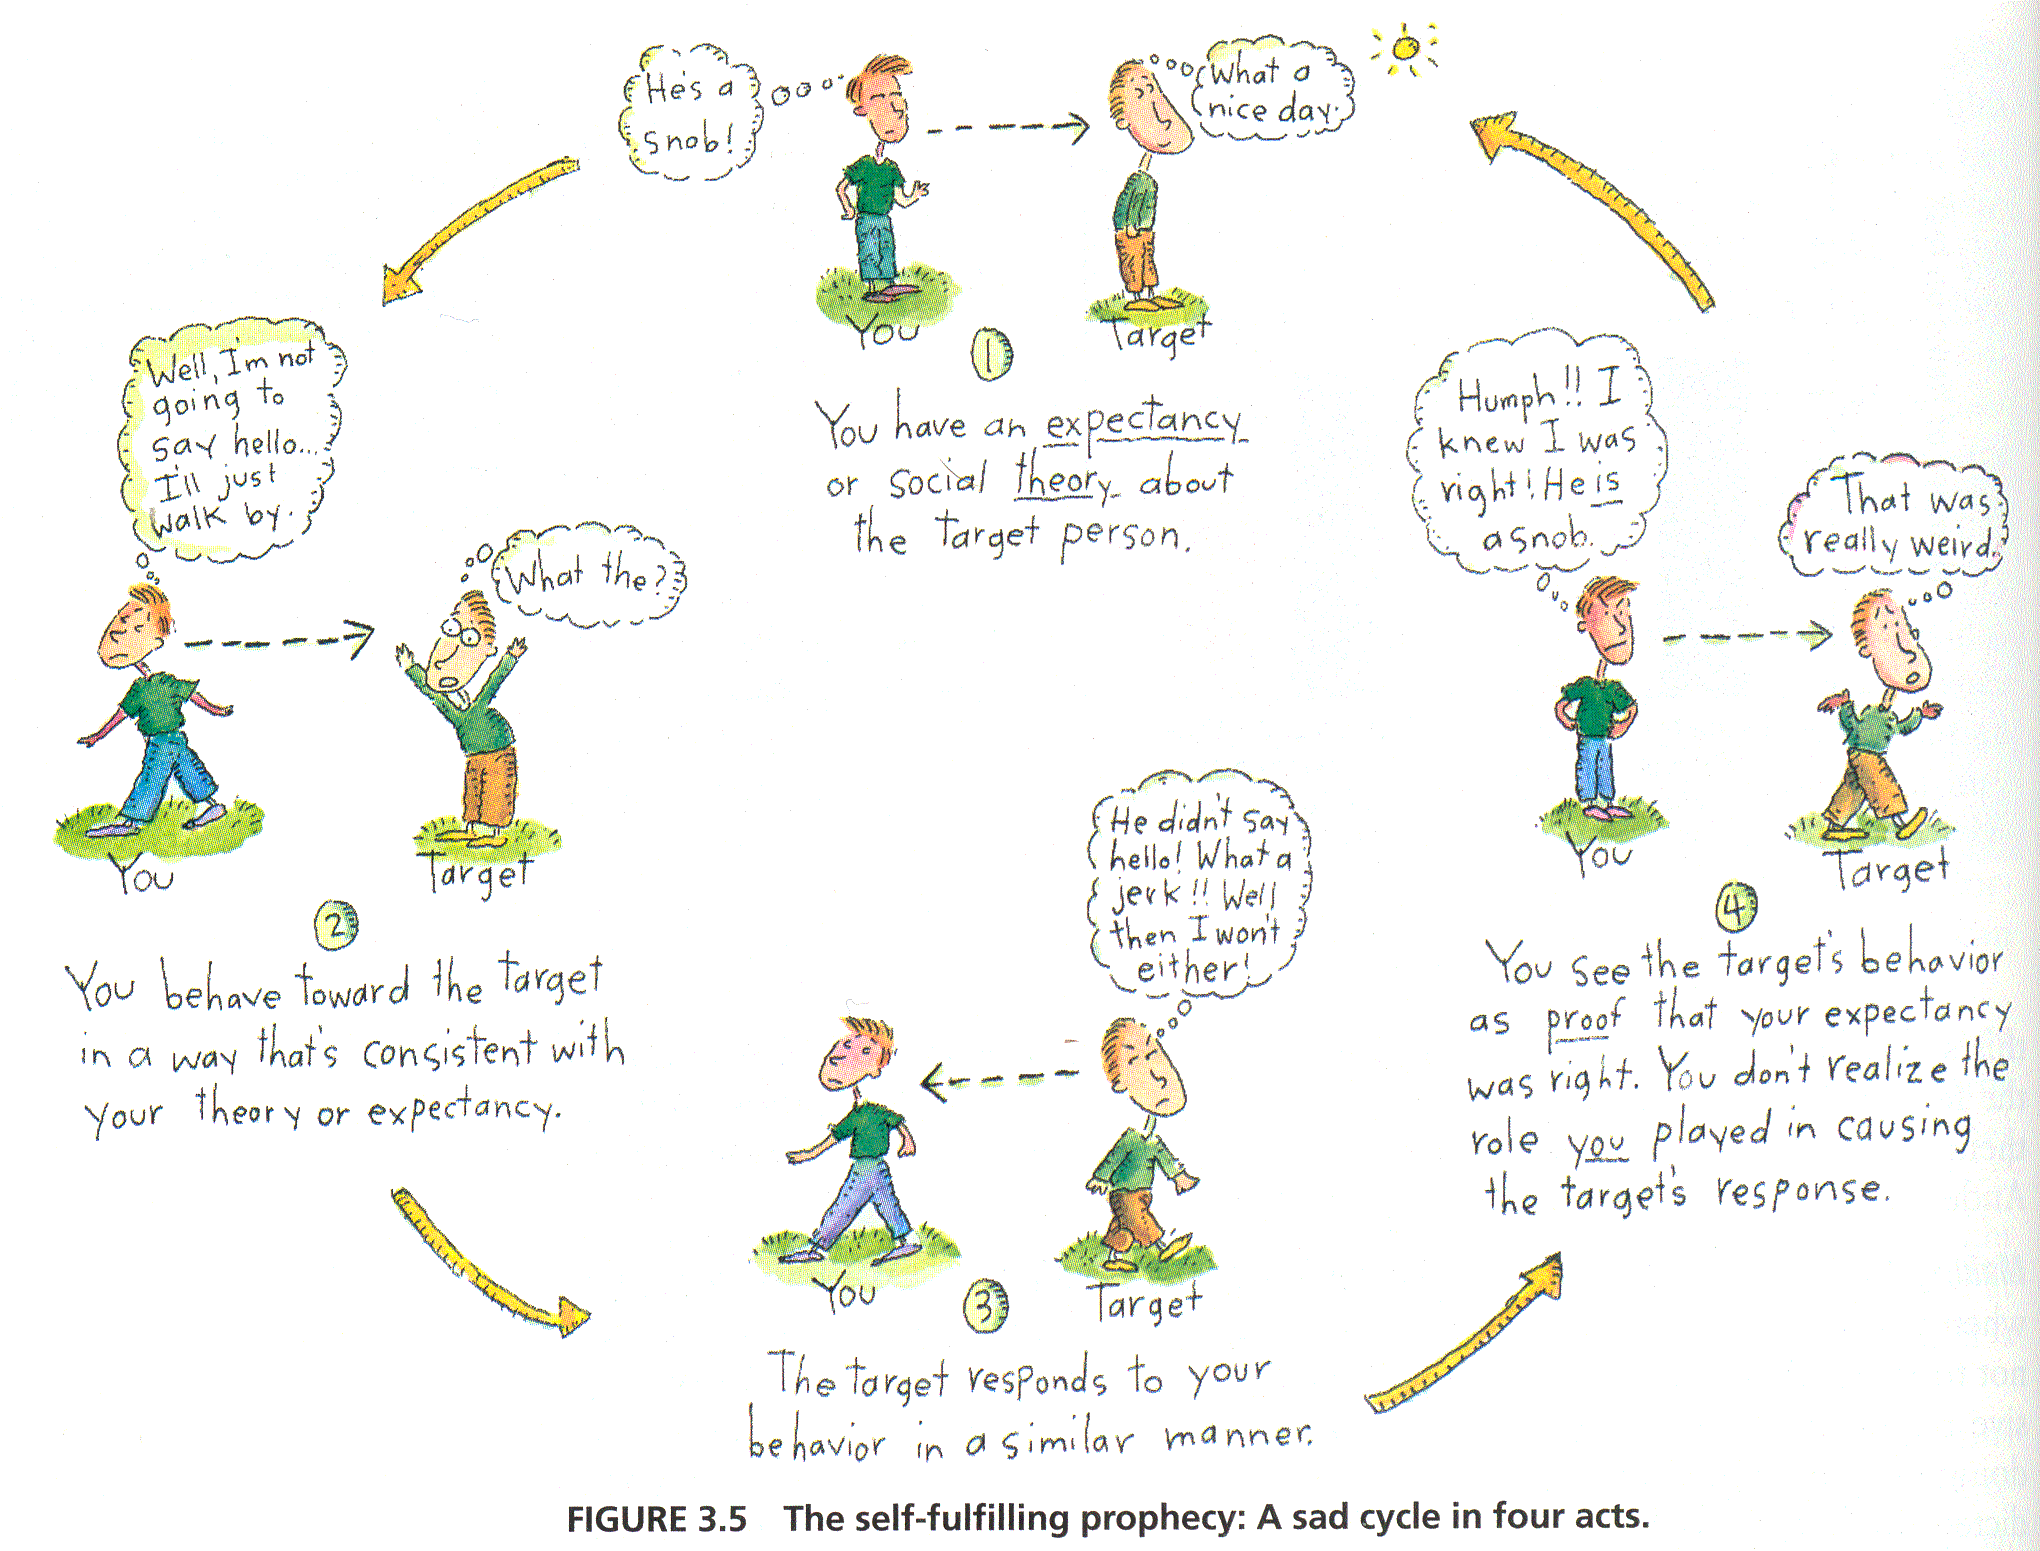 He's a
snob!
What a
nice day.
You
Target
1
You have an expectancy
or social theory about
the target person.
Well, I'm not
going to
say hello...
I'll just
walk by.
What the?
You
Target
2
You behave toward the target
in a way that's consistent with
your theory or expectancy.
He didn't say
hello! What a
jerk!! Well
then I won't
either!
You
Target
3
The target responds to your
behavior in a similar manner.
Humph!! I
knew I was
right! He is
a snob.
That was
really weird.
You
Target
4
You see the target's behavior
as proof that your expectancy
was right. You don't realize the
role you played in causing
the target's response.
FIGURE 3.5 The self-fulfilling prophecy: A sad cycle in four acts.